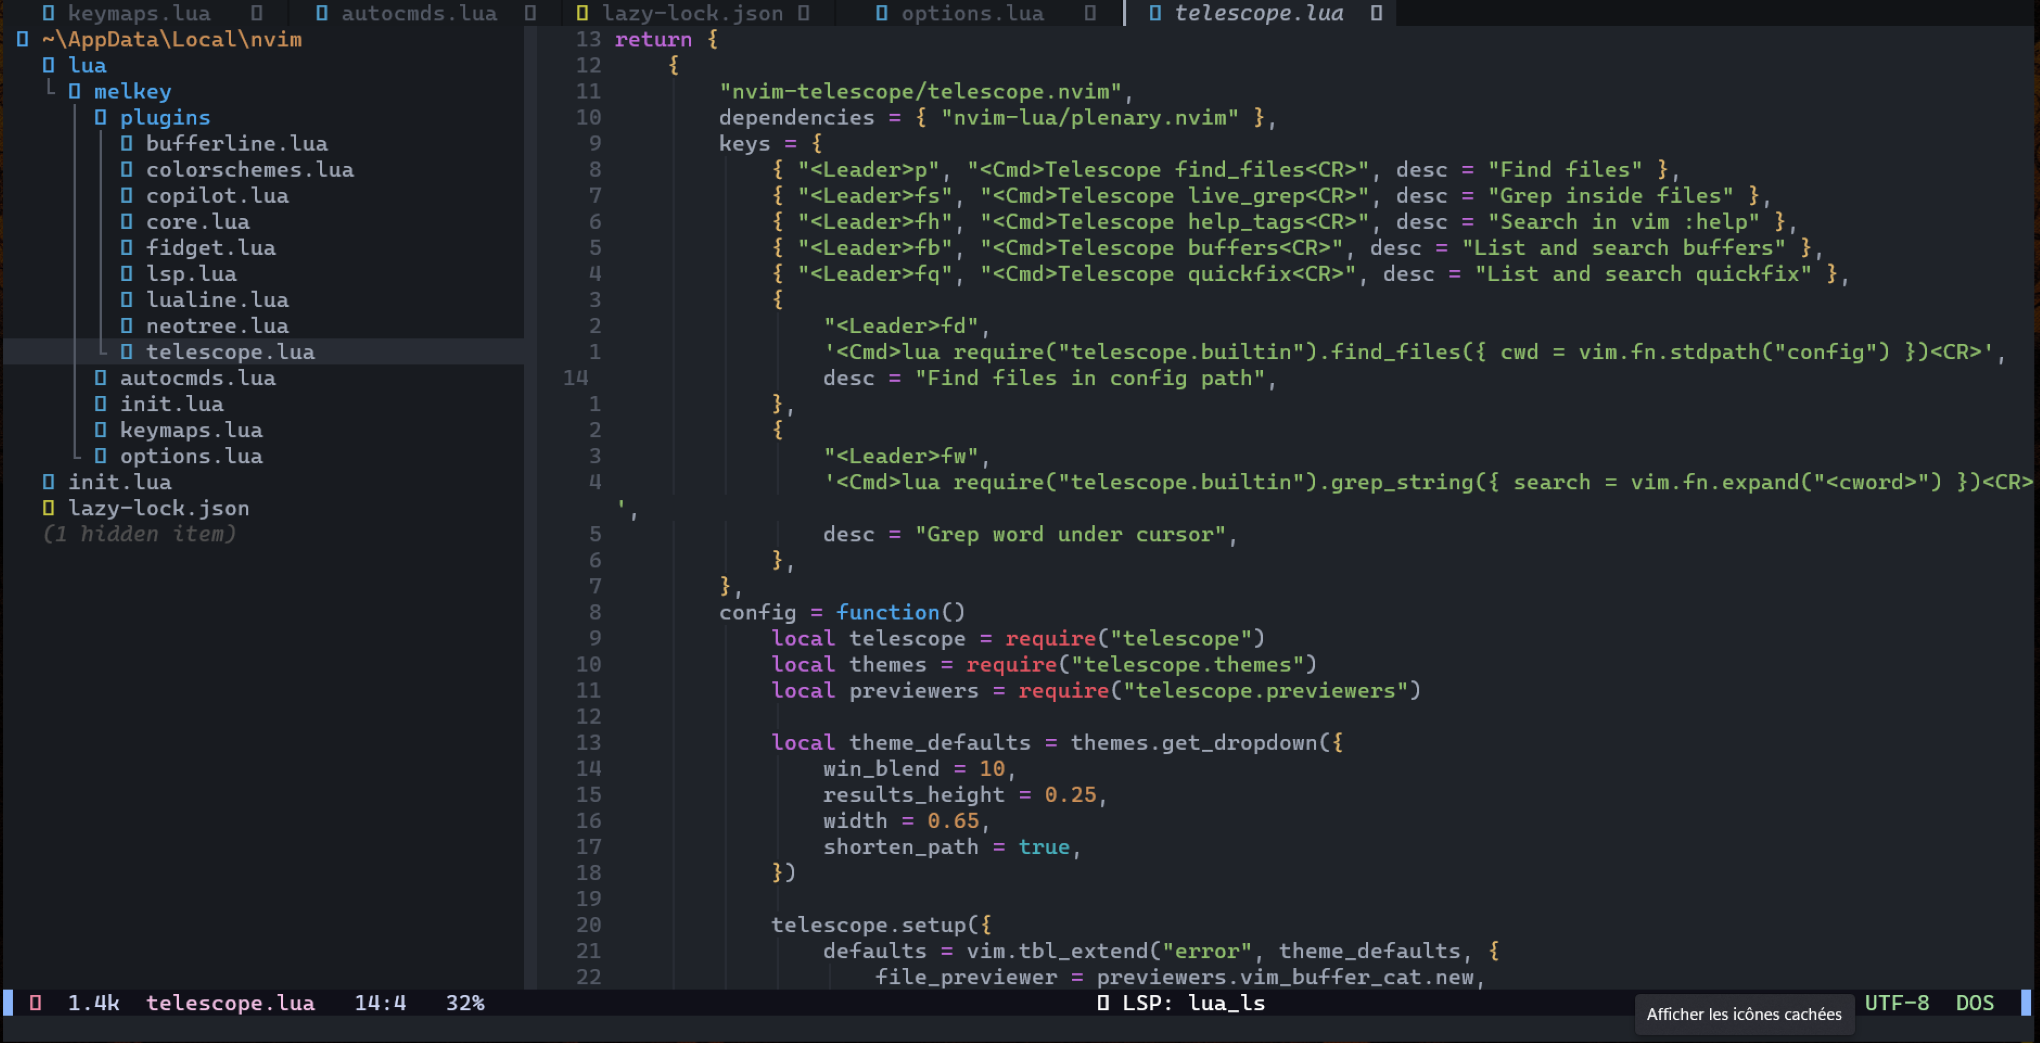 keymaps.lua autocmds.lua lazy-lock.json options.lua telescope.lua
~\AppData\Local\nvim
lua
melkey
plugins
bufferline.lua
colorschemes.lua
copilot.lua
core.lua
fidget.lua
lsp.lua
lualine.lua
neotree.lua
telescope.lua
autocmds.lua
init.lua
keymaps.lua
options.lua
init.lua
lazy-lock.json
(1 hidden item)
13 return {
12 {
11 "nvim-telescope/telescope.nvim",
10 dependencies = { "nvim-lua/plenary.nvim" },
9 keys = {
8 { "<Leader>p", "<Cmd>Telescope find_files<CR>", desc = "Find files" },
7 { "<Leader>fs", "<Cmd>Telescope live_grep<CR>", desc = "Grep inside files" },
6 { "<Leader>fh", "<Cmd>Telescope help_tags<CR>", desc = "Search in vim :help" },
5 { "<Leader>fb", "<Cmd>Telescope buffers<CR>", desc = "List and search buffers" },
4 { "<Leader>fq", "<Cmd>Telescope quickfix<CR>", desc = "List and search quickfix" },
3 {
2 "<Leader>fd",
1 '<Cmd>lua require("telescope.builtin").find_files({ cwd = vim.fn.stdpath("config") })<CR>',
14 desc = "Find files in config path",
1 },
2 {
3 "<Leader>fw",
4 '<Cmd>lua require("telescope.builtin").grep_string({ search = vim.fn.expand("<cword>") })<CR>
',
5 desc = "Grep word under cursor",
6 },
7 },
8 config = function()
9 local telescope = require("telescope")
10 local themes = require("telescope.themes")
11 local previewers = require("telescope.previewers")
12
13 local theme_defaults = themes.get_dropdown({
14 win_blend = 10,
15 results_height = 0.25,
16 width = 0.65,
17 shorten_path = true,
18 })
19
20 telescope.setup({
21 defaults = vim.tbl_extend("error", theme_defaults, {
22 file_previewer = previewers.vim_buffer_cat.new,
1.4k telescope.lua 14:4 32% LSP: lua_ls UTF-8 DOS
Afficher les icônes cachées